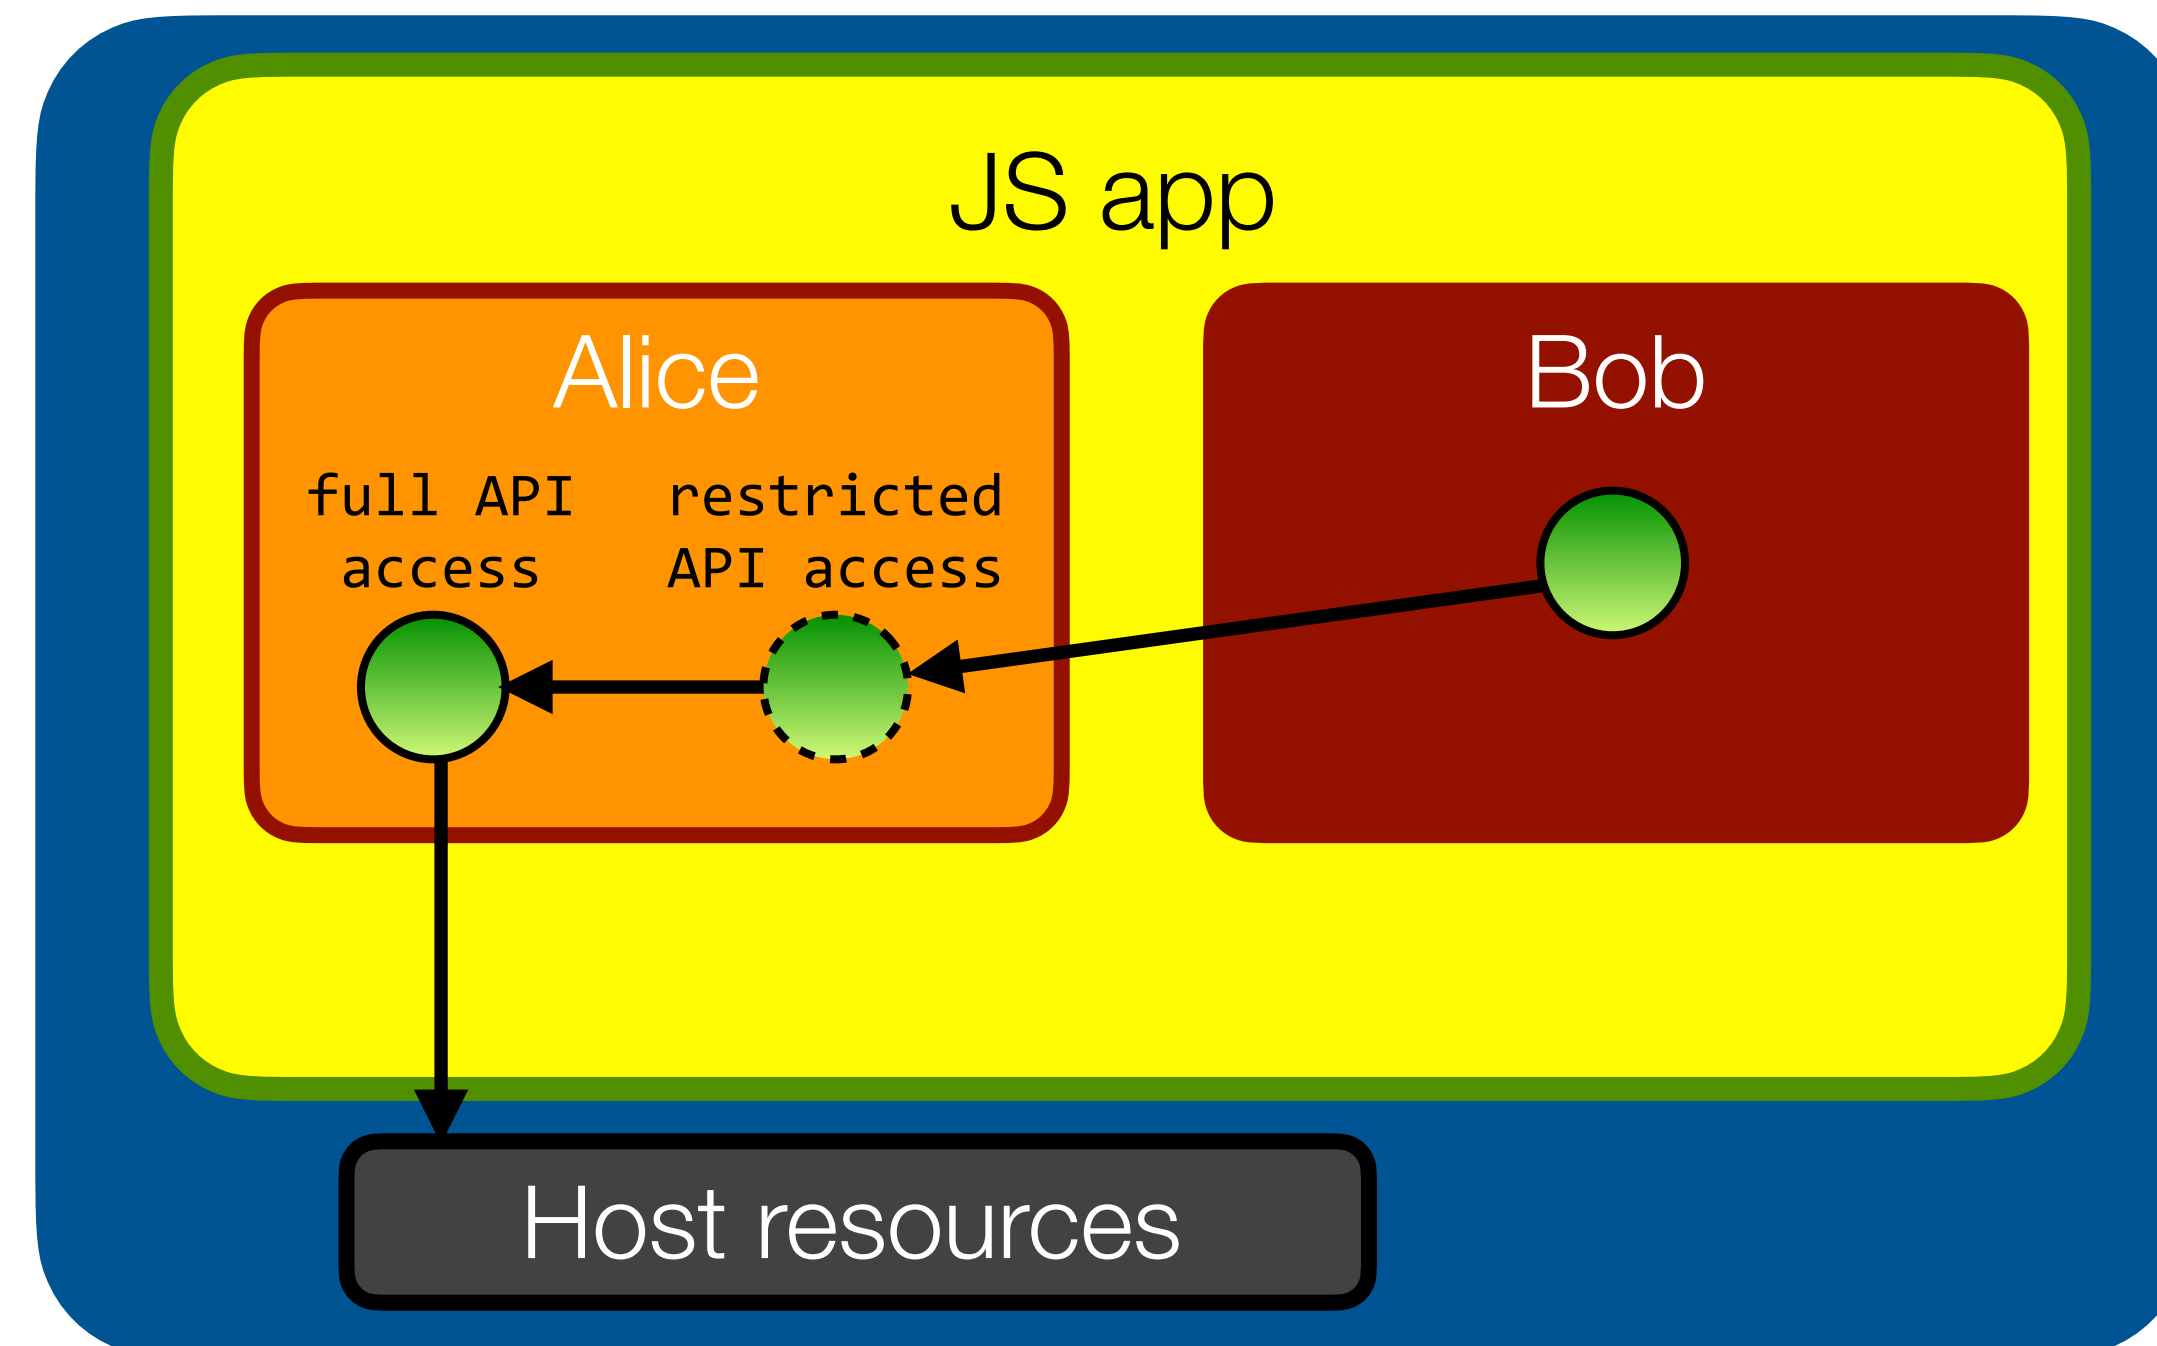 JS app
Alice
Bob
full API
access
restricted
API access
Host resources